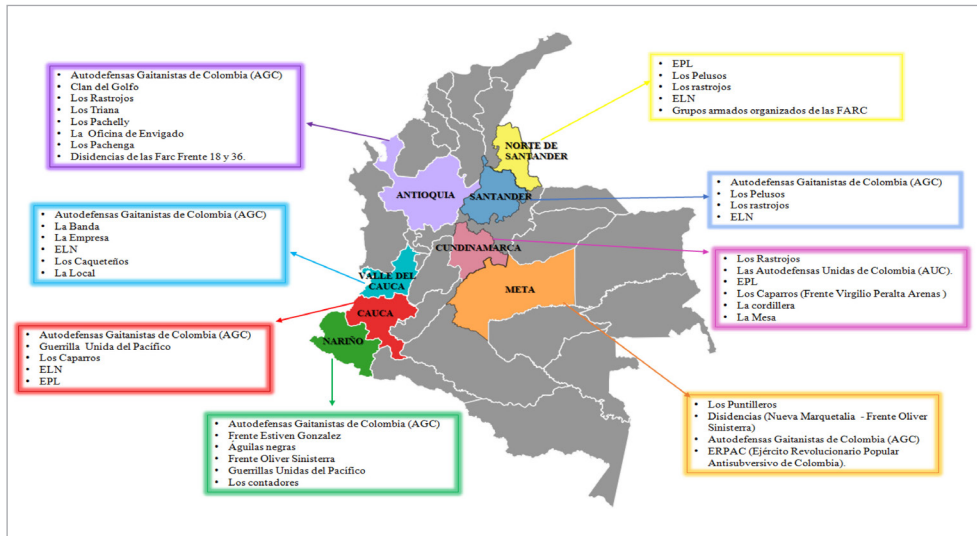 Autodefensas Gaitanistas de Colombia (AGC)
Clan del Golfo
Los Rastrojos
Los Triana
Los Pachelly
La Oficina de Envigado
Los Pachenga
Disidencias de las Farc Frente 18 y 36.
EPL
Los Pelusos
Los rastrojos
ELN
Grupos armados organizados de las FARC
NORTE DE
SANTANDER
ANTIOQUIA
SANTANDER
Autodefensas Gaitanistas de Colombia (AGC)
Los Pelusos
Los rastrojos
ELN
Autodefensas Gaitanistas de Colombia (AGC)
La Banda
La Empresa
ELN
Los Caqueteños
La Local
CUNDINAMARCA
VALLE DEL
CAUCA
META
Los Rastrojos
Las Autodefensas Unidas de Colombia (AUC).
EPL
Los Caparros (Frente Virgilio Peralta Arenas )
La cordillera
La Mesa
CAUCA
NARIÑO
Autodefensas Gaitanistas de Colombia (AGC)
Guerrilla Unida del Pacífico
Los Caparros
ELN
EPL
Autodefensas Gaitanistas de Colombia (AGC)
Frente Estiven Gonzalez
Águilas negras
Frente Oliver Sinisterra
Guerrillas Unidas del Pacífico
Los contadores
Los Puntilleros
Disidencias (Nueva Marquetalia - Frente Oliver
Sinisterra)
Autodefensas Gaitanistas de Colombia (AGC)
ERPAC (Ejército Revolucionario Popular
Antisubversivo de Colombia).